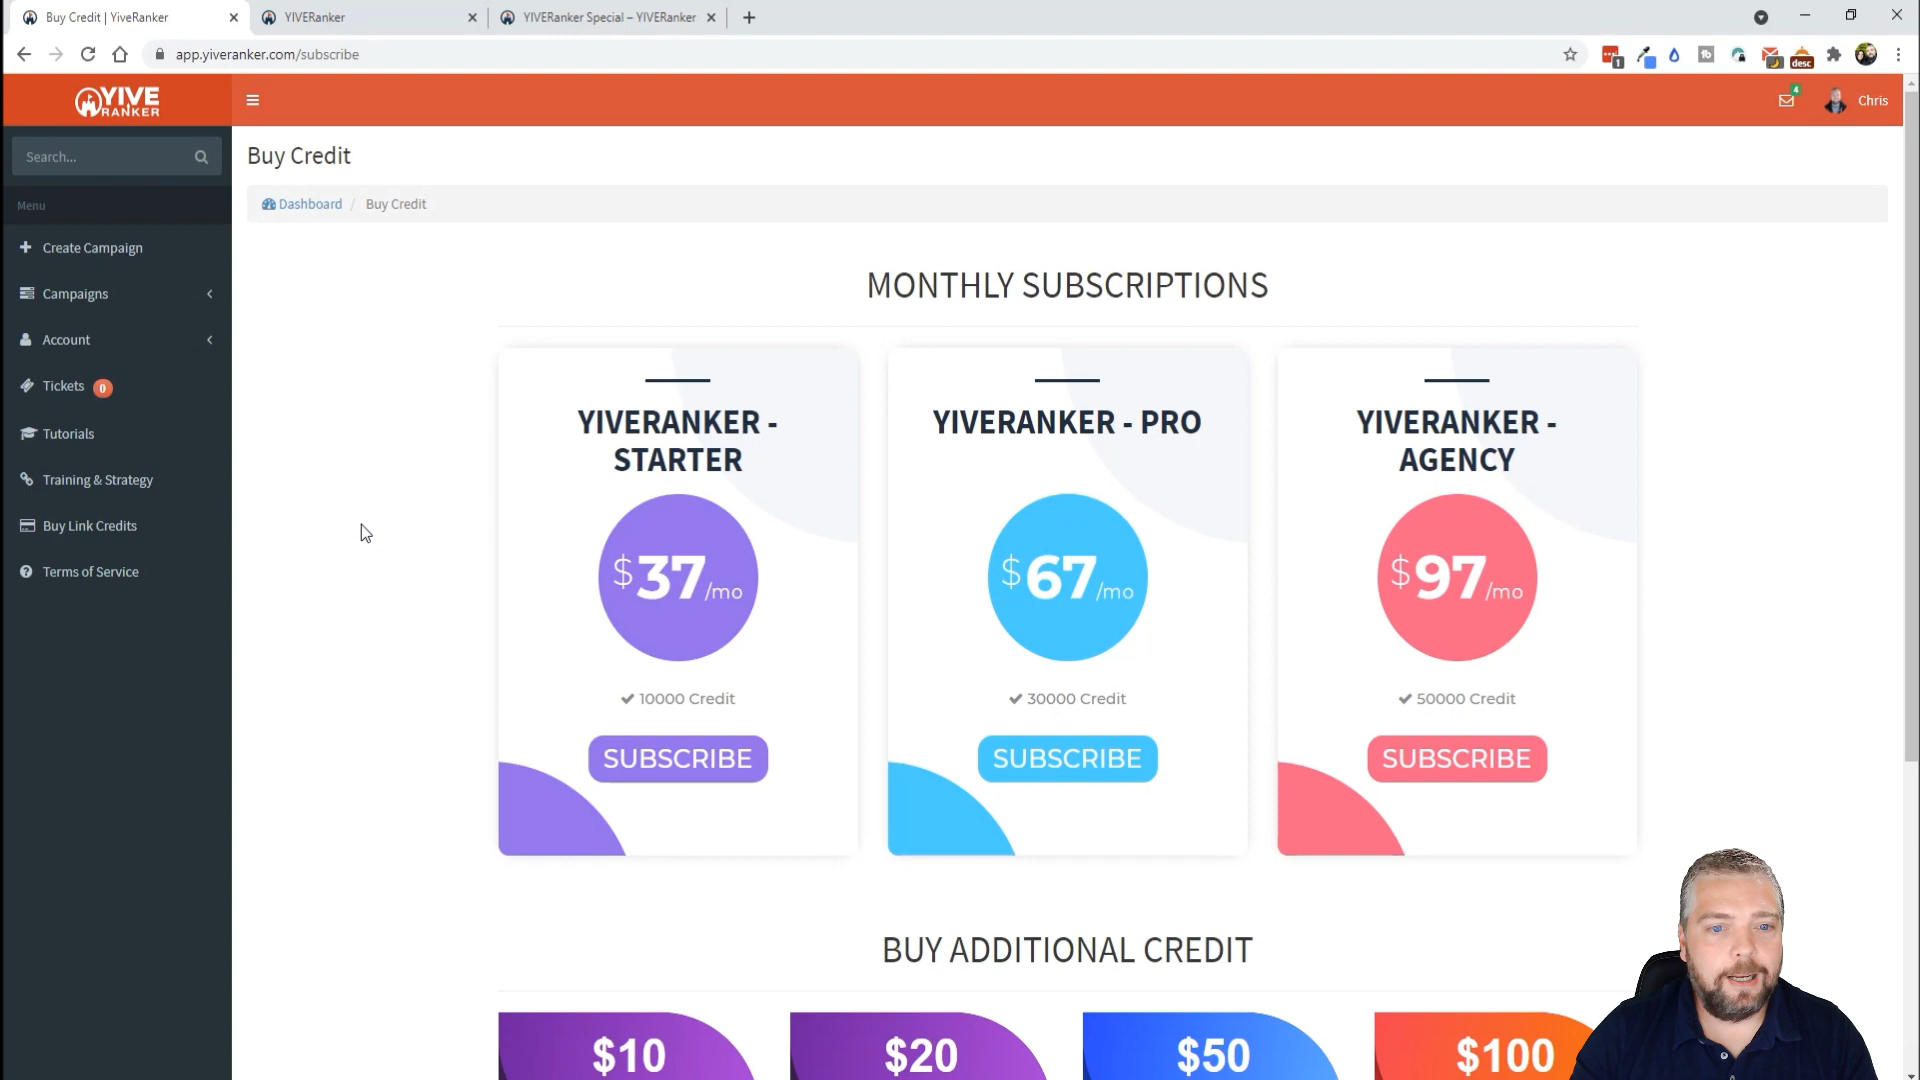 Buy Credit | YiveRanker
YIVERanker
YIVERanker Special – YIVERanker
app.yiveranker.com/subscribe
1
desc
YIVE
RANKER
4
Chris
Search...
Menu
Create Campaign
Campaigns
Account
Tickets 0
Tutorials
Training & Strategy
Buy Link Credits
Terms of Service
Buy Credit
Dashboard / Buy Credit
MONTHLY SUBSCRIPTIONS
YIVERANKER -
STARTER
$37/mo
10000 Credit
SUBSCRIBE
YIVERANKER - PRO
$67/mo
30000 Credit
SUBSCRIBE
YIVERANKER -
AGENCY
$97/mo
50000 Credit
SUBSCRIBE
BUY ADDITIONAL CREDIT
$10
$20
$50
$100